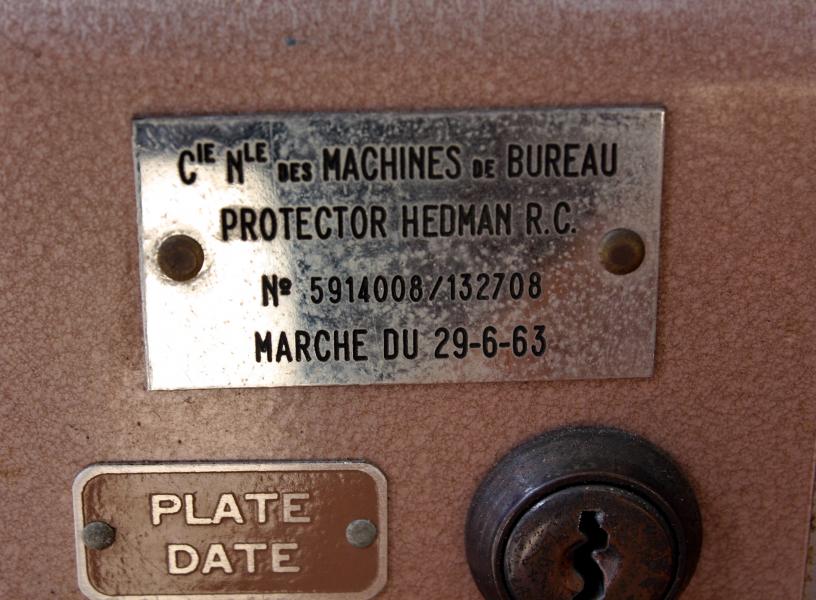 CIE NLE DES MACHINES DE BUREAU
PROTECTOR HEDMAN R.C.
Nº 5914008/132708
MARCHE DU 29-6-63
PLATE
DATE